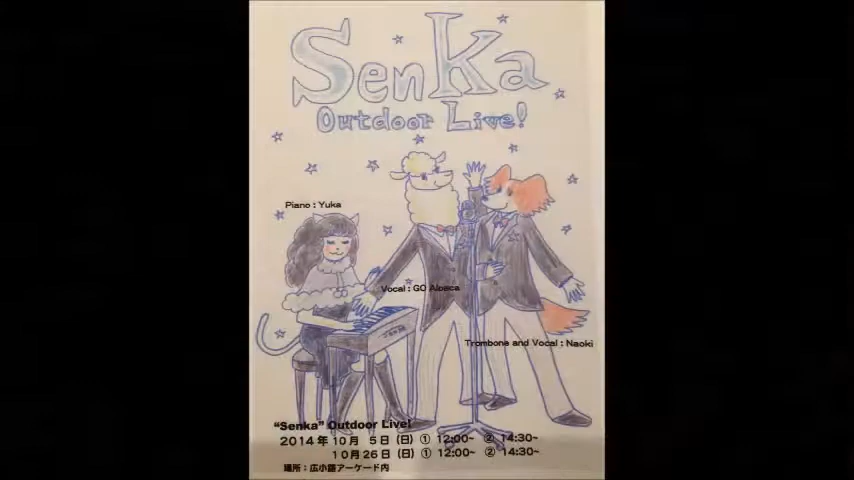 SenKa
Outdoor Live!
Piano : Yuka
Vocal : GO Alpaca
Trombone and Vocal : Naoki
"Senka" Outdoor Live!
2014年 10月 5日 (日) ① 12:00~ ② 14:30~
10月 26日 (日) ① 12:00~ ② 14:30~
場所 : 広小路アーケード内